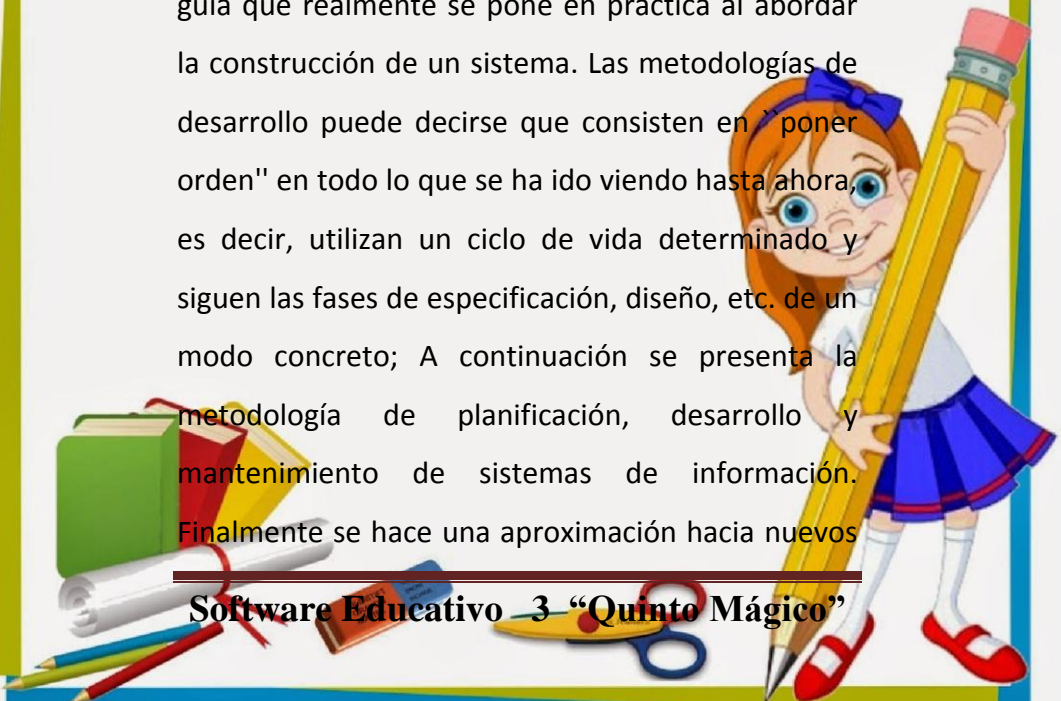 guía que realmente se pone en práctica al abordar
la construcción de un sistema. Las metodologías de
desarrollo puede decirse que consisten en ``poner
orden'' en todo lo que se ha ido viendo hasta ahora,
es decir, utilizan un ciclo de vida determinado y
siguen las fases de especificación, diseño, etc. de un
modo concreto; A continuación se presenta la
metodología de planificación, desarrollo y
mantenimiento de sistemas de información.
Finalmente se hace una aproximación hacia nuevos
Software Educativo 3 “Quinto Mágico”